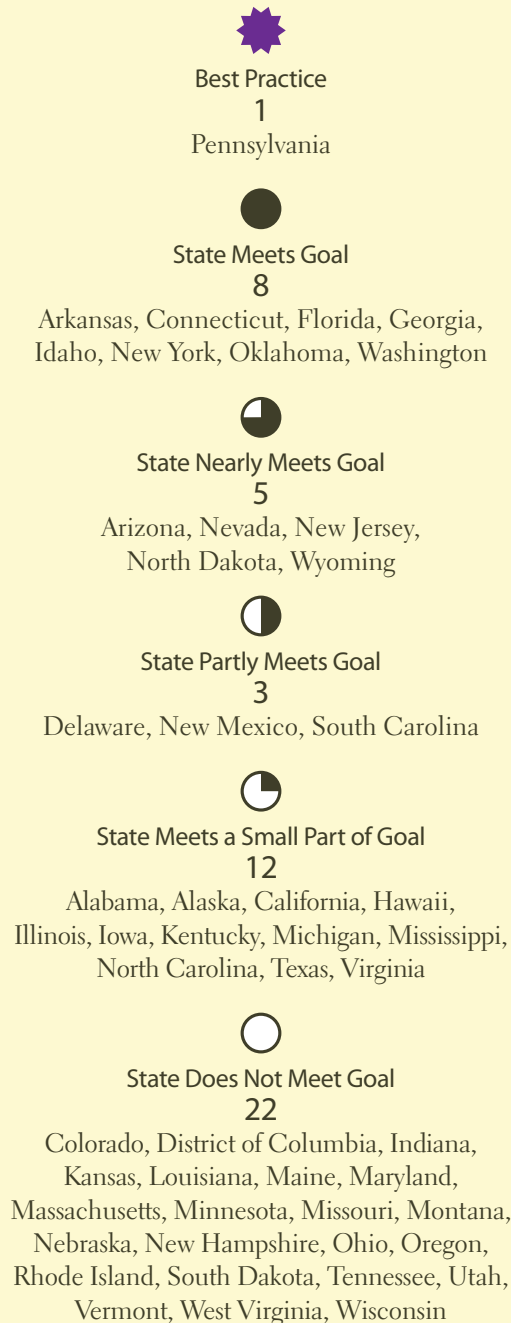 Best Practice
1
Pennsylvania
State Meets Goal
8
Arkansas, Connecticut, Florida, Georgia,
Idaho, New York, Oklahoma, Washington
State Nearly Meets Goal
5
Arizona, Nevada, New Jersey,
North Dakota, Wyoming
State Partly Meets Goal
3
Delaware, New Mexico, South Carolina
State Meets a Small Part of Goal
12
Alabama, Alaska, California, Hawaii,
Illinois, Iowa, Kentucky, Michigan, Mississippi,
North Carolina, Texas, Virginia
State Does Not Meet Goal
22
Colorado, District of Columbia, Indiana,
Kansas, Louisiana, Maine, Maryland,
Massachusetts, Minnesota, Missouri, Montana,
Nebraska, New Hampshire, Ohio, Oregon,
Rhode Island, South Dakota, Tennessee, Utah,
Vermont, West Virginia, Wisconsin